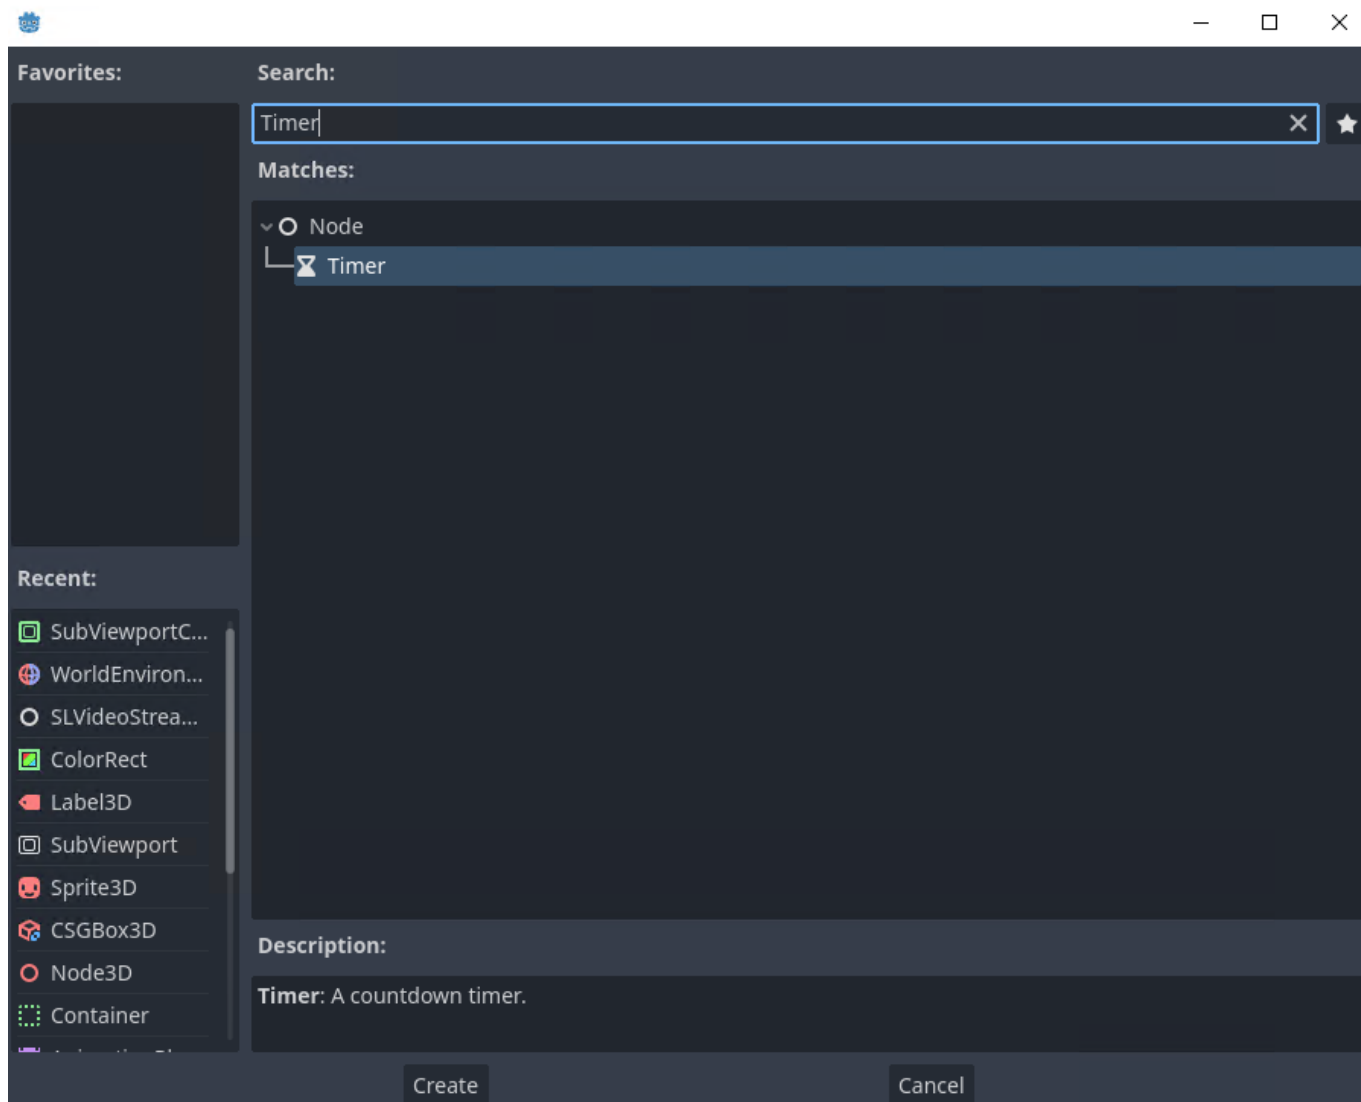 Favorites:
Search:
Timer
Matches:
Node
Timer
Recent:
SubViewportC...
WorldEnviron...
SLVideoStrea...
ColorRect
Label3D
SubViewport
Sprite3D
CSGBox3D
Node3D
Container
Description:
Timer: A countdown timer.
Create
Cancel